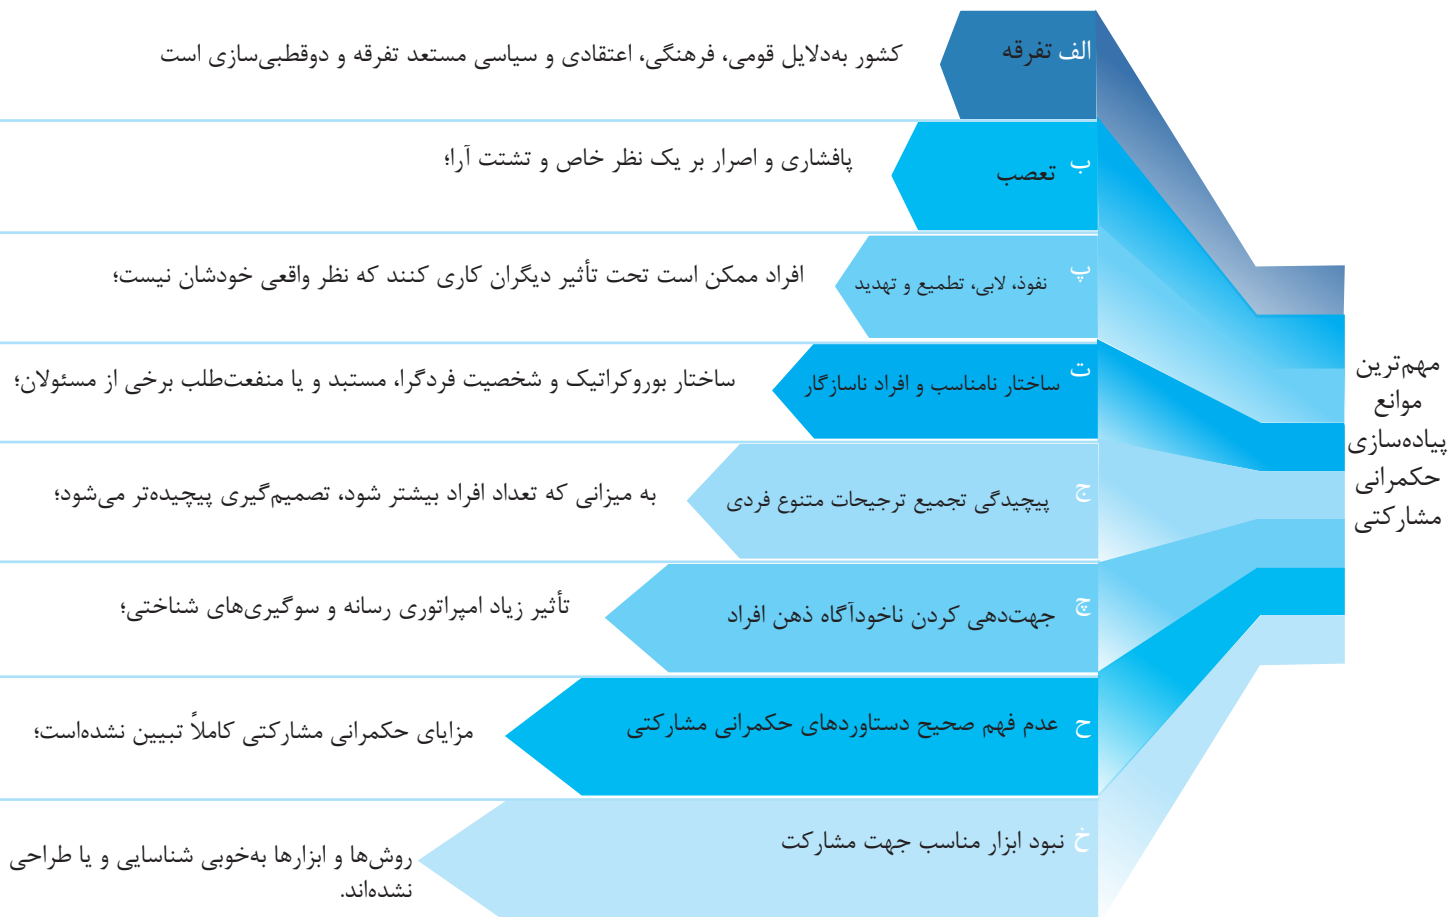 مهم‌ترین
موانع
پیاده‌سازی
حکمرانی
مشارکتی
الف تفرقه
کشور به‌دلایل قومی، فرهنگی، اعتقادی و سیاسی مستعد تفرقه و دوقطبی‌سازی است
ب تعصب
پافشاری و اصرار بر یک نظر خاص و تشتت آرا؛
پ نفوذ، لابی، تطمیع و تهدید
افراد ممکن است تحت تأثیر دیگران کاری کنند که نظر واقعی خودشان نیست؛
ت ساختار نامناسب و افراد ناسازگار
ساختار بوروکراتیک و شخصیت فردگرا، مستبد و یا منفعت‌طلب برخی از مسئولان؛
ج پیچیدگی تجمیع ترجیحات متنوع فردی
به میزانی که تعداد افراد بیشتر شود، تصمیم‌گیری پیچیده‌تر می‌شود؛
چ جهت‌دهی کردن ناخودآگاه ذهن افراد
تأثیر زیاد امپراتوری رسانه و سوگیری‌های شناختی؛
ح عدم فهم صحیح دستاوردهای حکمرانی مشارکتی
مزایای حکمرانی مشارکتی کاملاً تبیین نشده‌است؛
خ نبود ابزار مناسب جهت مشارکت
روش‌ها و ابزارها به‌خوبی شناسایی و یا طراحی
نشده‌اند.